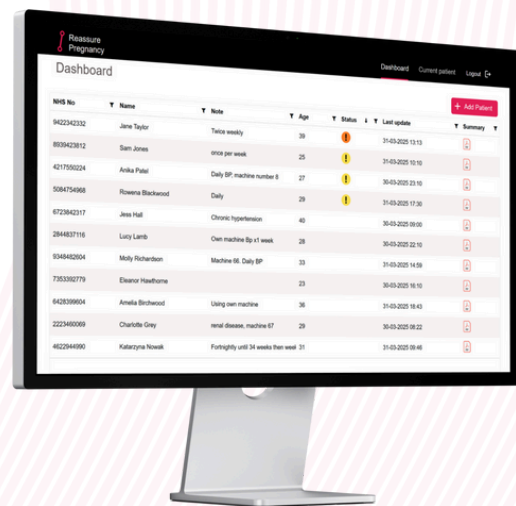 Reassure
Pregnancy
Dashboard Current patient Logout
Dashboard
+ Add Patient
NHS No Name Note Age Status Last update Summary
9422342332 Jane Taylor Twice weekly 39 ! 31-03-2025 13:13
8939423812 Sam Jones once per week 25 ! 31-03-2025 10:10
4217550224 Anika Patel Daily BP, machine number 8 27 ! 30-03-2025 23:10
5084754968 Rowena Blackwood Daily 29 ! 31-03-2025 17:30
6723842317 Jess Hall Chronic hypertension 40 30-03-2025 09:00
2844837116 Lucy Lamb Own machine Bp x1 week 28 30-03-2025 22:10
9348482604 Molly Richardson Machine 66. Daily BP 33 31-03-2025 14:59
7353392779 Eleanor Hawthorne 23 30-03-2025 16:10
6428399604 Amelia Birchwood Using own machine 36 31-03-2025 18:43
2223460069 Charlotte Grey renal disease, machine 67 29 30-03-2025 08:22
4622944990 Katarzyna Nowak Fortnightly until 34 weeks then weekl 31 31-03-2025 09:46